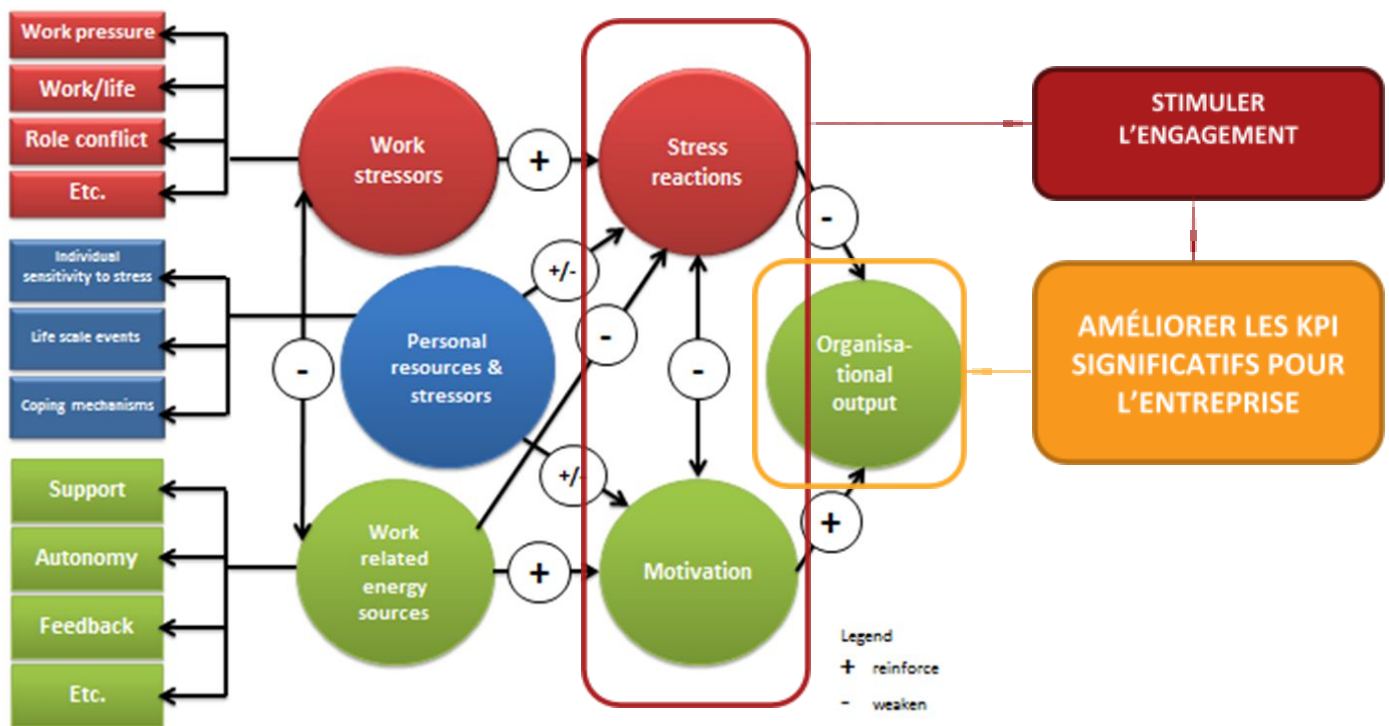 Work pressure
Work/life
Role conflict
Etc.
Individual
sensitivity to stress
Life scale events
Coping mechanisms
Support
Autonomy
Feedback
Etc.
Work
stressors
Personal
resources &
stressors
Work
related
energy
sources
+
+/-
-
-
-
+/-
+
Stress
reactions
Motivation
-
+
Organisa-
tional
output
STIMULER
L'ENGAGEMENT
AMÉLIORER LES KPI
SIGNIFICATIFS POUR
L'ENTREPRISE
Legend
+ reinforce
- weaken